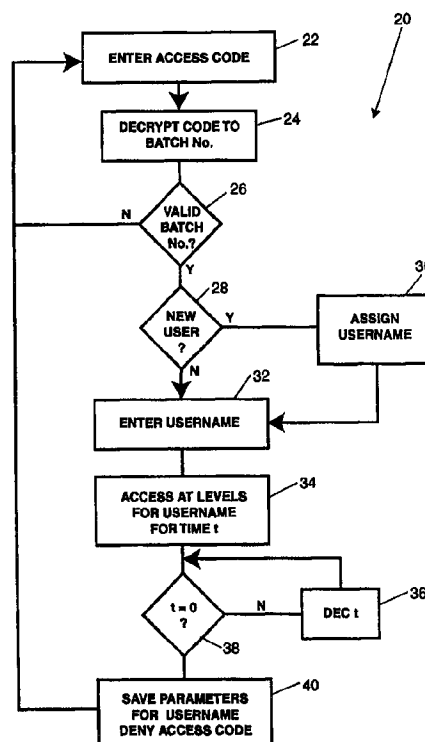 20
22
ENTER ACCESS CODE
24
DECRYPT CODE TO
BATCH No.
26
N
VALID
BATCH
No.?
Y
28
NEW
USER
?
Y
ASSIGN
USERNAME
N
32
ENTER USERNAME
34
ACCESS AT LEVELS
FOR USERNAME
FOR TIME t
36
t = 0
?
N
DEC t
38
40
SAVE PARAMETERS
FOR USERNAME
DENY ACCESS CODE